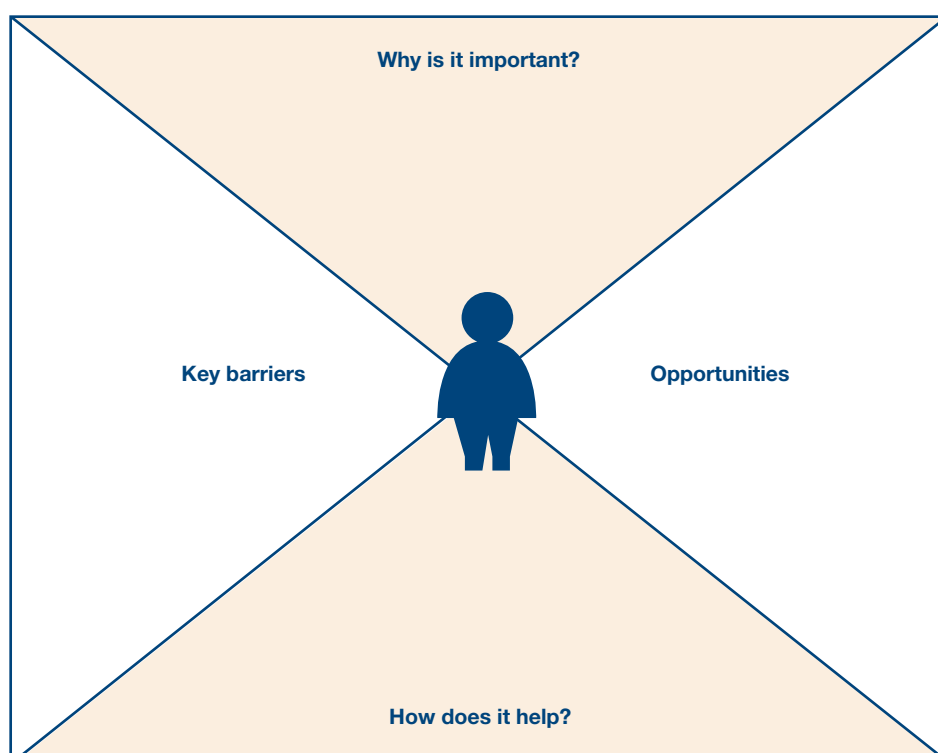 Why is it important?
Key barriers
Opportunities
How does it help?